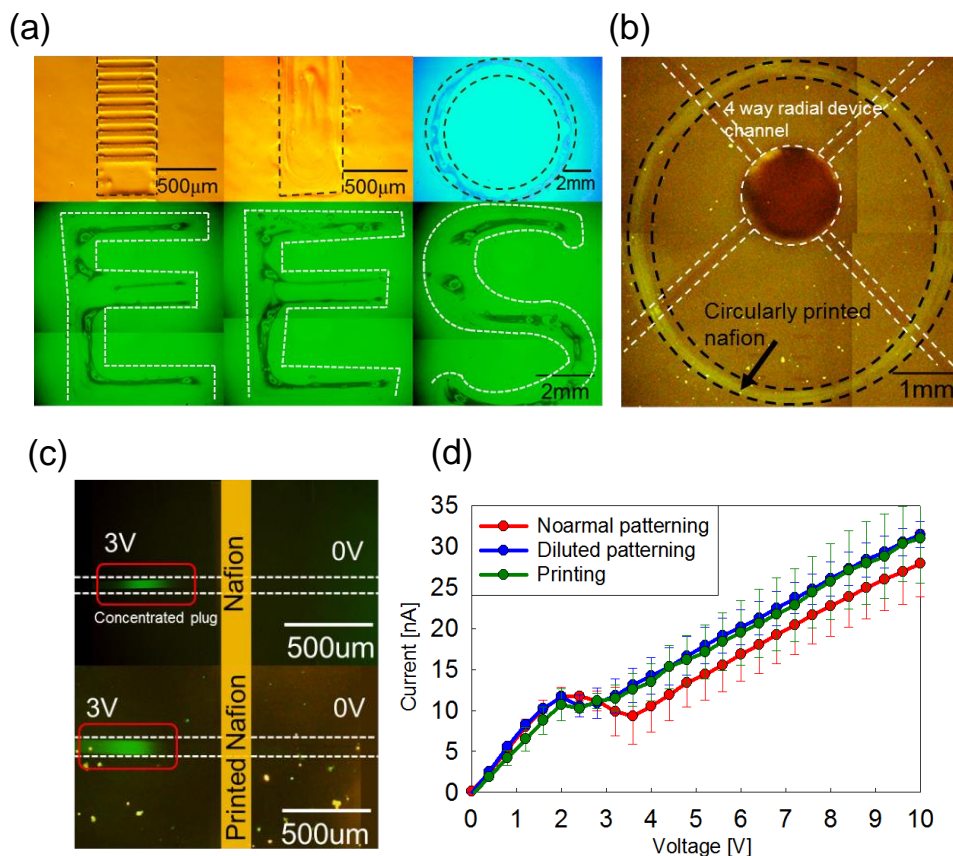 (a)
500μm
500μm
2mm
2mm
(b)
4 way radial device
channel
Circularly printed
nafion
1mm
(c)
3V
0V
Nafion
Concentrated plug
500um
3V
0V
Printed Nafion
500um
(d)
Noarmal patterning
Diluted patterning
Printing
Current [nA]
35
30
25
20
15
10
5
0
0 1 2 3 4 5 6 7 8 9 10
Voltage [V]